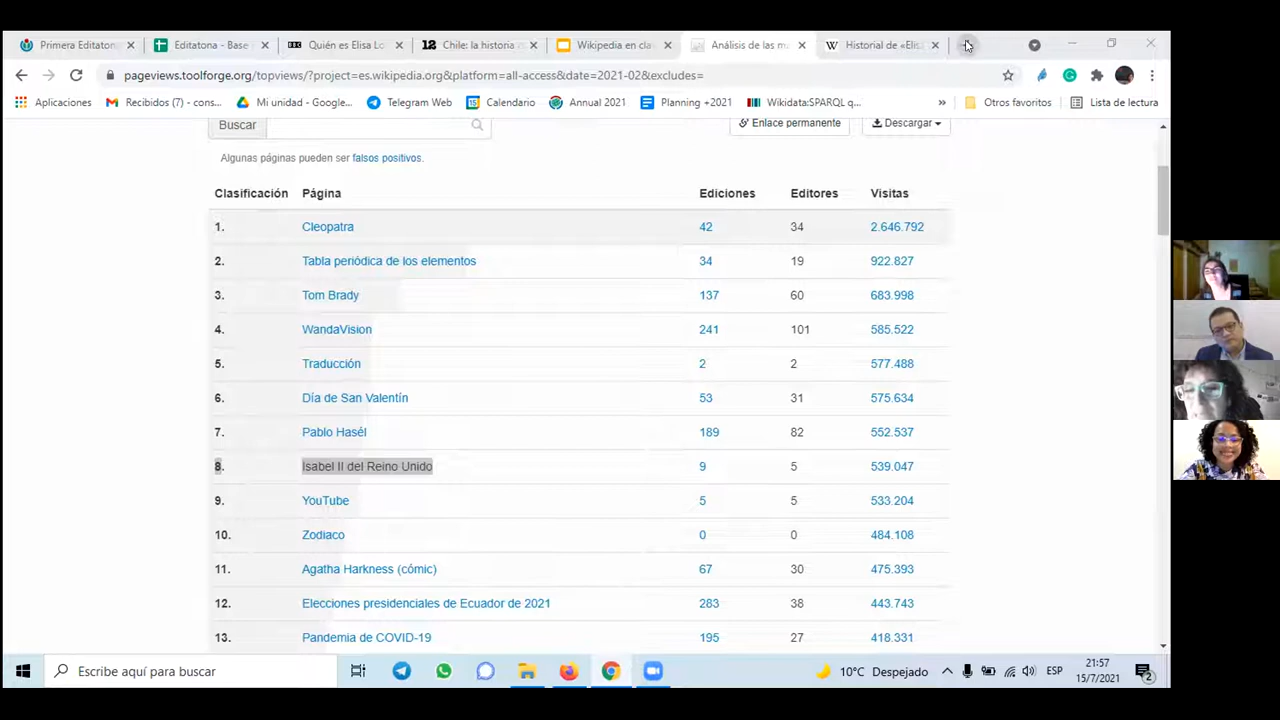 Primera Editaton
Editatona - Base
Quién es Elisa Lo
Chile: la historia
Wikipedia en cla
Análisis de las m
Historial de «Elis
pageviews.toolforge.org/topviews/?project=es.wikipedia.org&platform=all-access&date=2021-02&excludes=
Aplicaciones
Recibidos (7) - cons...
Mi unidad - Google...
Telegram Web
Calendario
Annual 2021
Planning +2021
Wikidata:SPARQL q...
»
Otros favoritos
Lista de lectura
Buscar
Enlace permanente
Descargar
Algunas páginas pueden ser falsos positivos.
Clasificación Página Ediciones Editores Visitas
1. Cleopatra 42 34 2.646.792
2. Tabla periódica de los elementos 34 19 922.827
3. Tom Brady 137 60 683.998
4. WandaVision 241 101 585.522
5. Traducción 2 2 577.488
6. Día de San Valentín 53 31 575.634
7. Pablo Hasél 189 82 552.537
8. Isabel II del Reino Unido 9 5 539.047
9. YouTube 5 5 533.204
10. Zodiaco 0 0 484.108
11. Agatha Harkness (cómic) 67 30 475.393
12. Elecciones presidenciales de Ecuador de 2021 283 38 443.743
13. Pandemia de COVID-19 195 27 418.331
Escribe aquí para buscar
10°C Despejado
ESP
21:57
15/7/2021
2